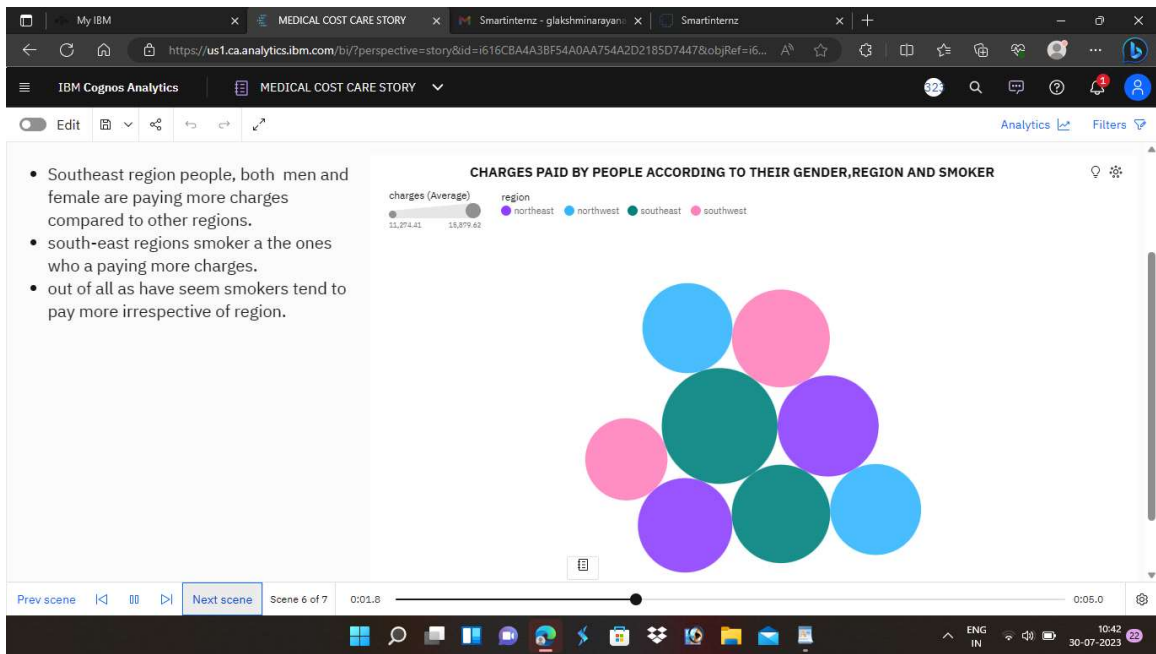 My IBM
MEDICAL COST CARE STORY
Smartinternz - glakshminarayan
Smartinternz
https://us1.ca.analytics.ibm.com/bi/?perspective=story&id=i616CBA4A3BF54A0AA754A2D2185D7447&objRef=i6...
IBM Cognos Analytics
MEDICAL COST CARE STORY
1
Edit
Analytics
Filters
• Southeast region people, both men and
female are paying more charges
compared to other regions.
• south-east regions smoker a the ones
who a paying more charges.
• out of all as have seem smokers tend to
pay more irrespective of region.
CHARGES PAID BY PEOPLE ACCORDING TO THEIR GENDER,REGION AND SMOKER
charges (Average)
11,274.41 15,879.62
region
northeast northwest southeast southwest
Prev scene
Next scene
Scene 6 of 7
0:01.8
0:05.0
ENG
IN
10:42
30-07-2023
22